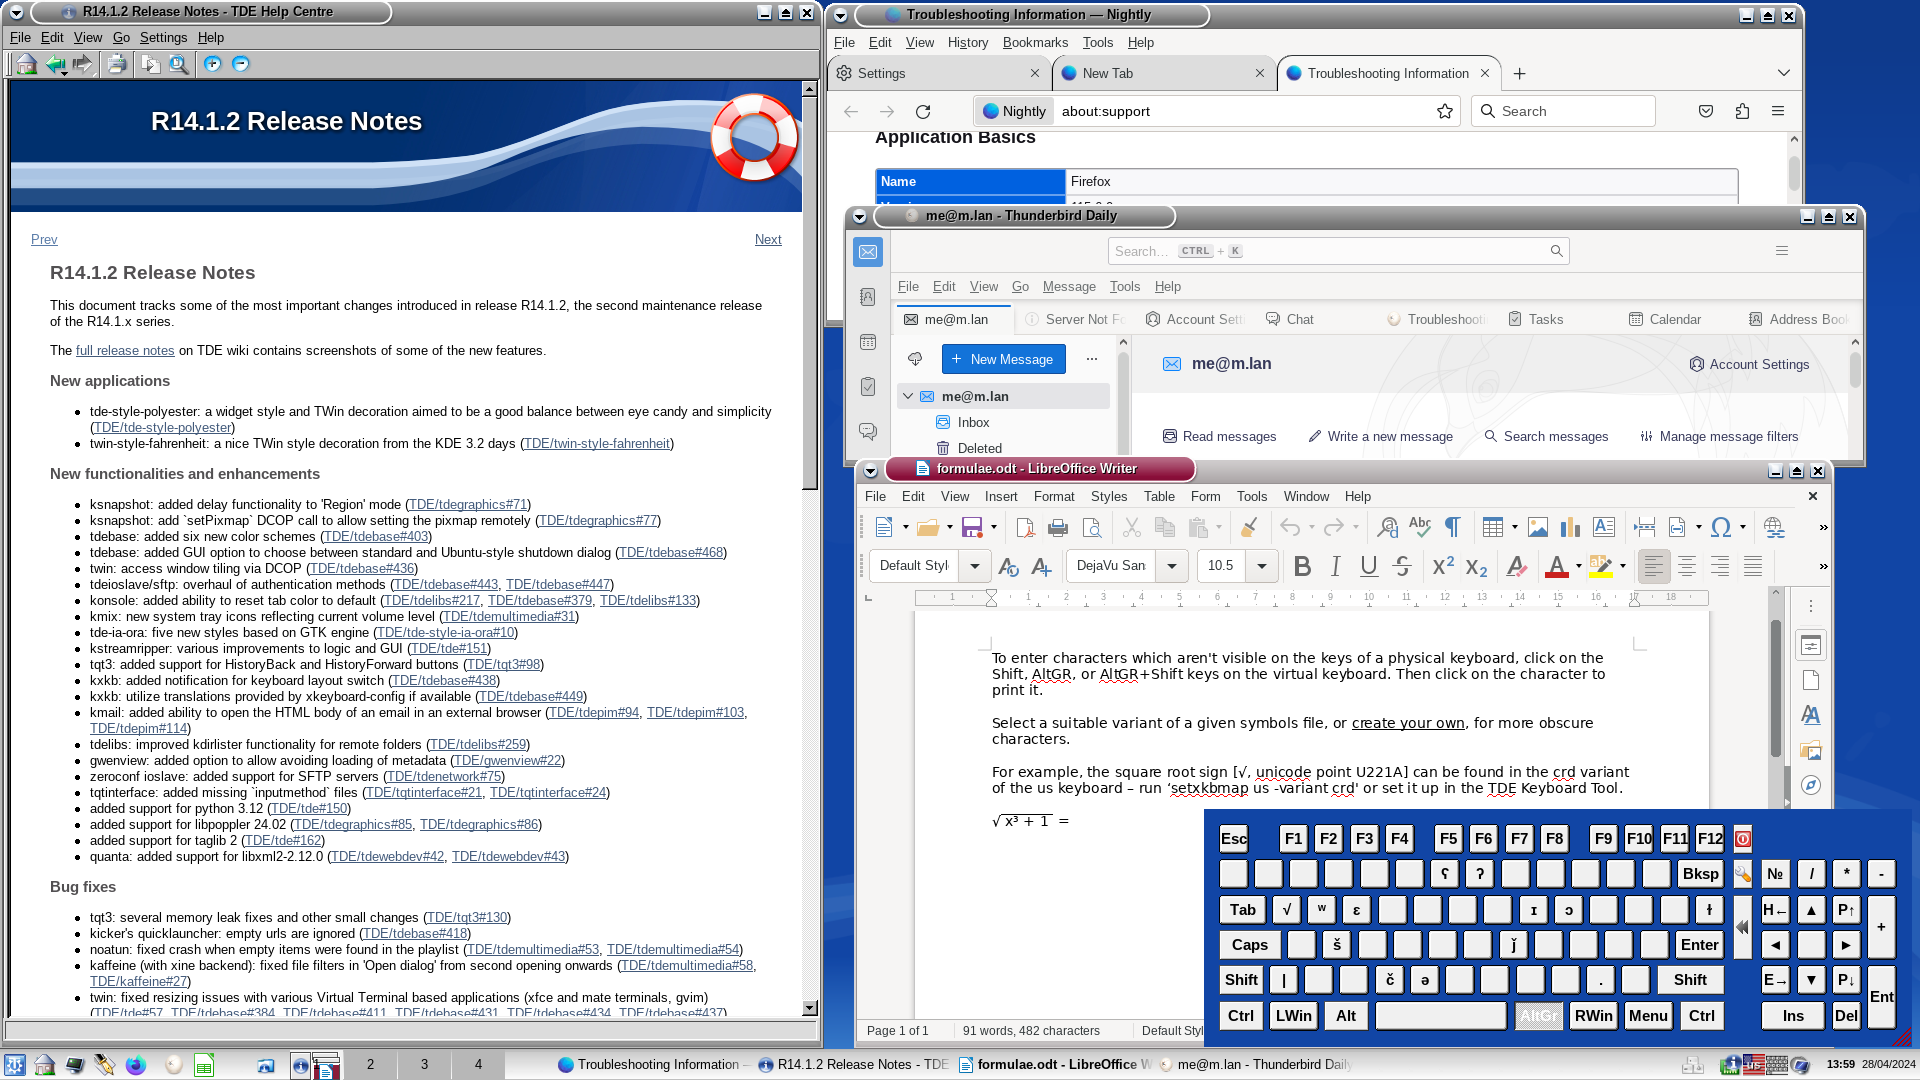 R14.1.2 Release Notes - TDE Help Centre
File Edit View Go Settings Help
R14.1.2 Release Notes
Prev Next
R14.1.2 Release Notes
This document tracks some of the most important changes introduced in release R14.1.2, the second maintenance release
of the R14.1.x series.
The full release notes on TDE wiki contains screenshots of some of the new features.
New applications
tde-style-polyester: a widget style and TWin decoration aimed to be a good balance between eye candy and simplicity
(TDE/tde-style-polyester)
twin-style-fahrenheit: a nice TWin style decoration from the KDE 3.2 days (TDE/twin-style-fahrenheit)
New functionalities and enhancements
ksnapshot: added delay functionality to 'Region' mode (TDE/tdegraphics#71)
ksnapshot: add `setPixmap` DCOP call to allow setting the pixmap remotely (TDE/tdegraphics#77)
tdebase: added six new color schemes (TDE/tdebase#403)
tdebase: added GUI option to choose between standard and Ubuntu-style shutdown dialog (TDE/tdebase#468)
twin: access window tiling via DCOP (TDE/tdebase#436)
tdeioslave/sftp: overhaul of authentication methods (TDE/tdebase#443, TDE/tdebase#447)
konsole: added ability to reset tab color to default (TDE/tdelibs#217, TDE/tdebase#379, TDE/tdelibs#133)
kmix: new system tray icons reflecting current volume level (TDE/tdemultimedia#31)
tde-ia-ora: five new styles based on GTK engine (TDE/tde-style-ia-ora#10)
kstreamripper: various improvements to logic and GUI (TDE/tde#151)
tqt3: added support for HistoryBack and HistoryForward buttons (TDE/tqt3#98)
kxkb: added notification for keyboard layout switch (TDE/tdebase#438)
kxkb: utilize translations provided by xkeyboard-config if available (TDE/tdebase#449)
kmail: added ability to open the HTML body of an email in an external browser (TDE/tdepim#94, TDE/tdepim#103,
TDE/tdepim#114)
tdelibs: improved kdirlister functionality for remote folders (TDE/tdelibs#259)
gwenview: added option to allow avoiding loading of metadata (TDE/gwenview#22)
zeroconf ioslave: added support for SFTP servers (TDE/tdenetwork#75)
tqtinterface: added missing `inputmethod` files (TDE/tqtinterface#21, TDE/tqtinterface#24)
added support for python 3.12 (TDE/tde#150)
added support for libpoppler 24.02 (TDE/tdegraphics#85, TDE/tdegraphics#86)
added support for taglib 2 (TDE/tde#162)
quanta: added support for libxml2-2.12.0 (TDE/tdewebdev#42, TDE/tdewebdev#43)
Bug fixes
tqt3: several memory leak fixes and other small changes (TDE/tqt3#130)
kicker's quicklauncher: empty urls are ignored (TDE/tdebase#418)
noatun: fixed crash when empty items were found in the playlist (TDE/tdemultimedia#53, TDE/tdemultimedia#54)
kaffeine (with xine backend): fixed file filters in 'Open dialog' from second opening onwards (TDE/tdemultimedia#58,
TDE/kaffeine#27)
twin: fixed resizing issues with various Virtual Terminal based applications (xfce and mate terminals, gvim)
(TDE/tde#57, TDE/tdebase#384, TDE/tdebase#411, TDE/tdebase#431, TDE/tdebase#434, TDE/tdebase#437)
Troubleshooting Information — Nightly
File Edit View History Bookmarks Tools Help
Settings New Tab Troubleshooting Information
Nightly about:support Search
Application Basics
Name Firefox
me@m.lan - Thunderbird Daily
Search… CTRL + K
File Edit View Go Message Tools Help
me@m.lan Server Not Fo Account Sett Chat Troubleshooti Tasks Calendar Address Book
New Message
me@m.lan Account Settings
me@m.lan
Inbox
Deleted
Read messages Write a new message Search messages Manage message filters
formulae.odt - LibreOffice Writer
File Edit View Insert Format Styles Table Form Tools Window Help
Default Styl DejaVu San 10.5
1 1 2 3 4 5 6 7 8 9 10 11 12 13 14 15 16 17 18
To enter characters which aren't visible on the keys of a physical keyboard, click on the
Shift, AltGR, or AltGR+Shift keys on the virtual keyboard. Then click on the character to
print it.
Select a suitable variant of a given symbols file, or create your own, for more obscure
characters.
For example, the square root sign [√, unicode point U221A] can be found in the crd variant
of the us keyboard – run ‘setxkbmap us -variant crd' or set it up in the TDE Keyboard Tool.
√ x³ + 1 =
Page 1 of 1 91 words, 482 characters Default Styl
Esc F1 F2 F3 F4 F5 F6 F7 F8 F9 F10 F11 F12
ʕ ʔ Bksp № / * -
Tab √ ʷ ɛ ɪ ɔ ɫ H← ▲ P↑ +
Caps š ǰ Enter ◄ ►
Shift | č ə . Shift E→ ▼ P↓ Ent
Ctrl LWin Alt AltGr RWin Menu Ctrl Ins Del
1 2 3 4 Troubleshooting Information — R14.1.2 Release Notes - TDE formulae.odt - LibreOffice W me@m.lan - Thunderbird Daily us 13:59 28/04/2024